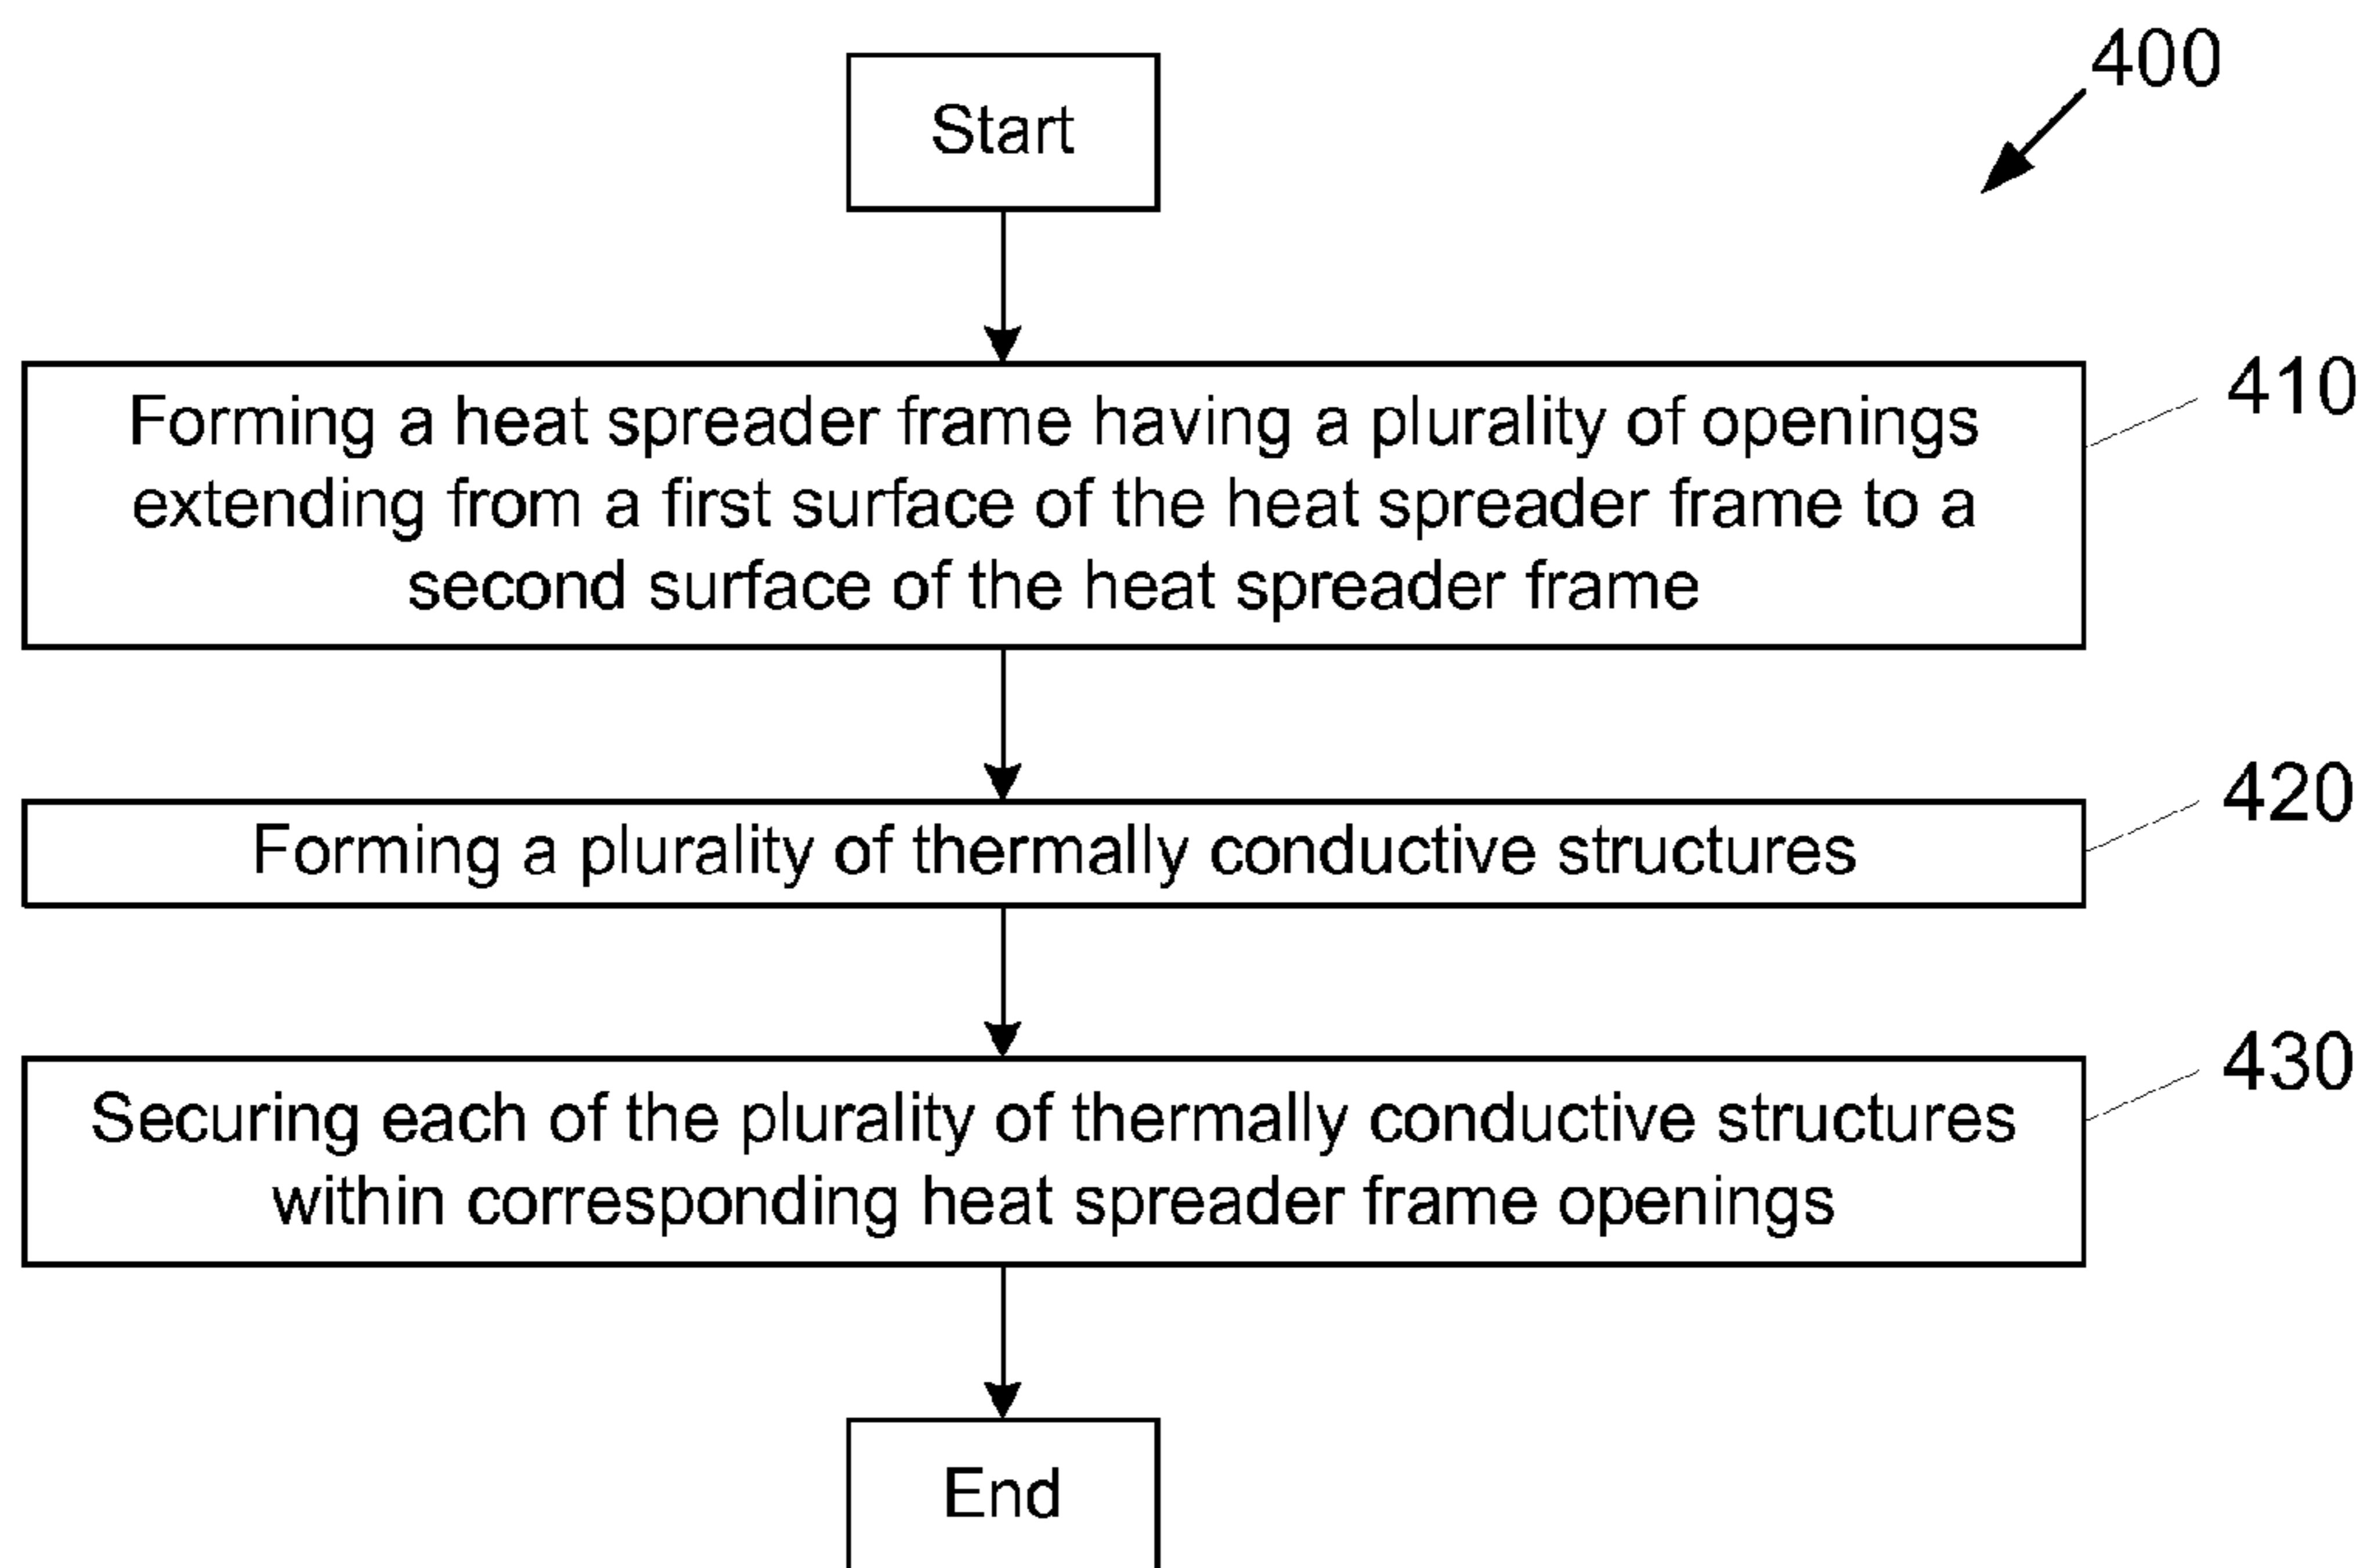 400
Start
Forming a heat spreader frame having a plurality of openings
extending from a first surface of the heat spreader frame to a
second surface of the heat spreader frame
410
Forming a plurality of thermally conductive structures
420
Securing each of the plurality of thermally conductive structures
within corresponding heat spreader frame openings
430
End